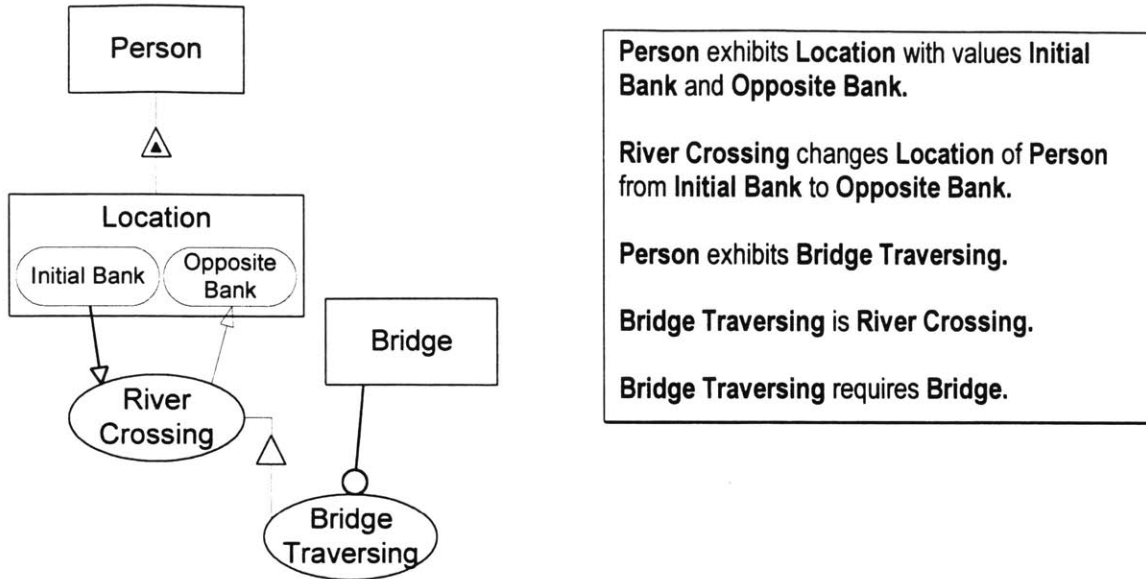 Person
Location
Initial Bank
Opposite
Bank
Bridge
River
Crossing
Bridge
Traversing
Person exhibits Location with values Initial
Bank and Opposite Bank.
River Crossing changes Location of Person
from Initial Bank to Opposite Bank.
Person exhibits Bridge Traversing.
Bridge Traversing is River Crossing.
Bridge Traversing requires Bridge.